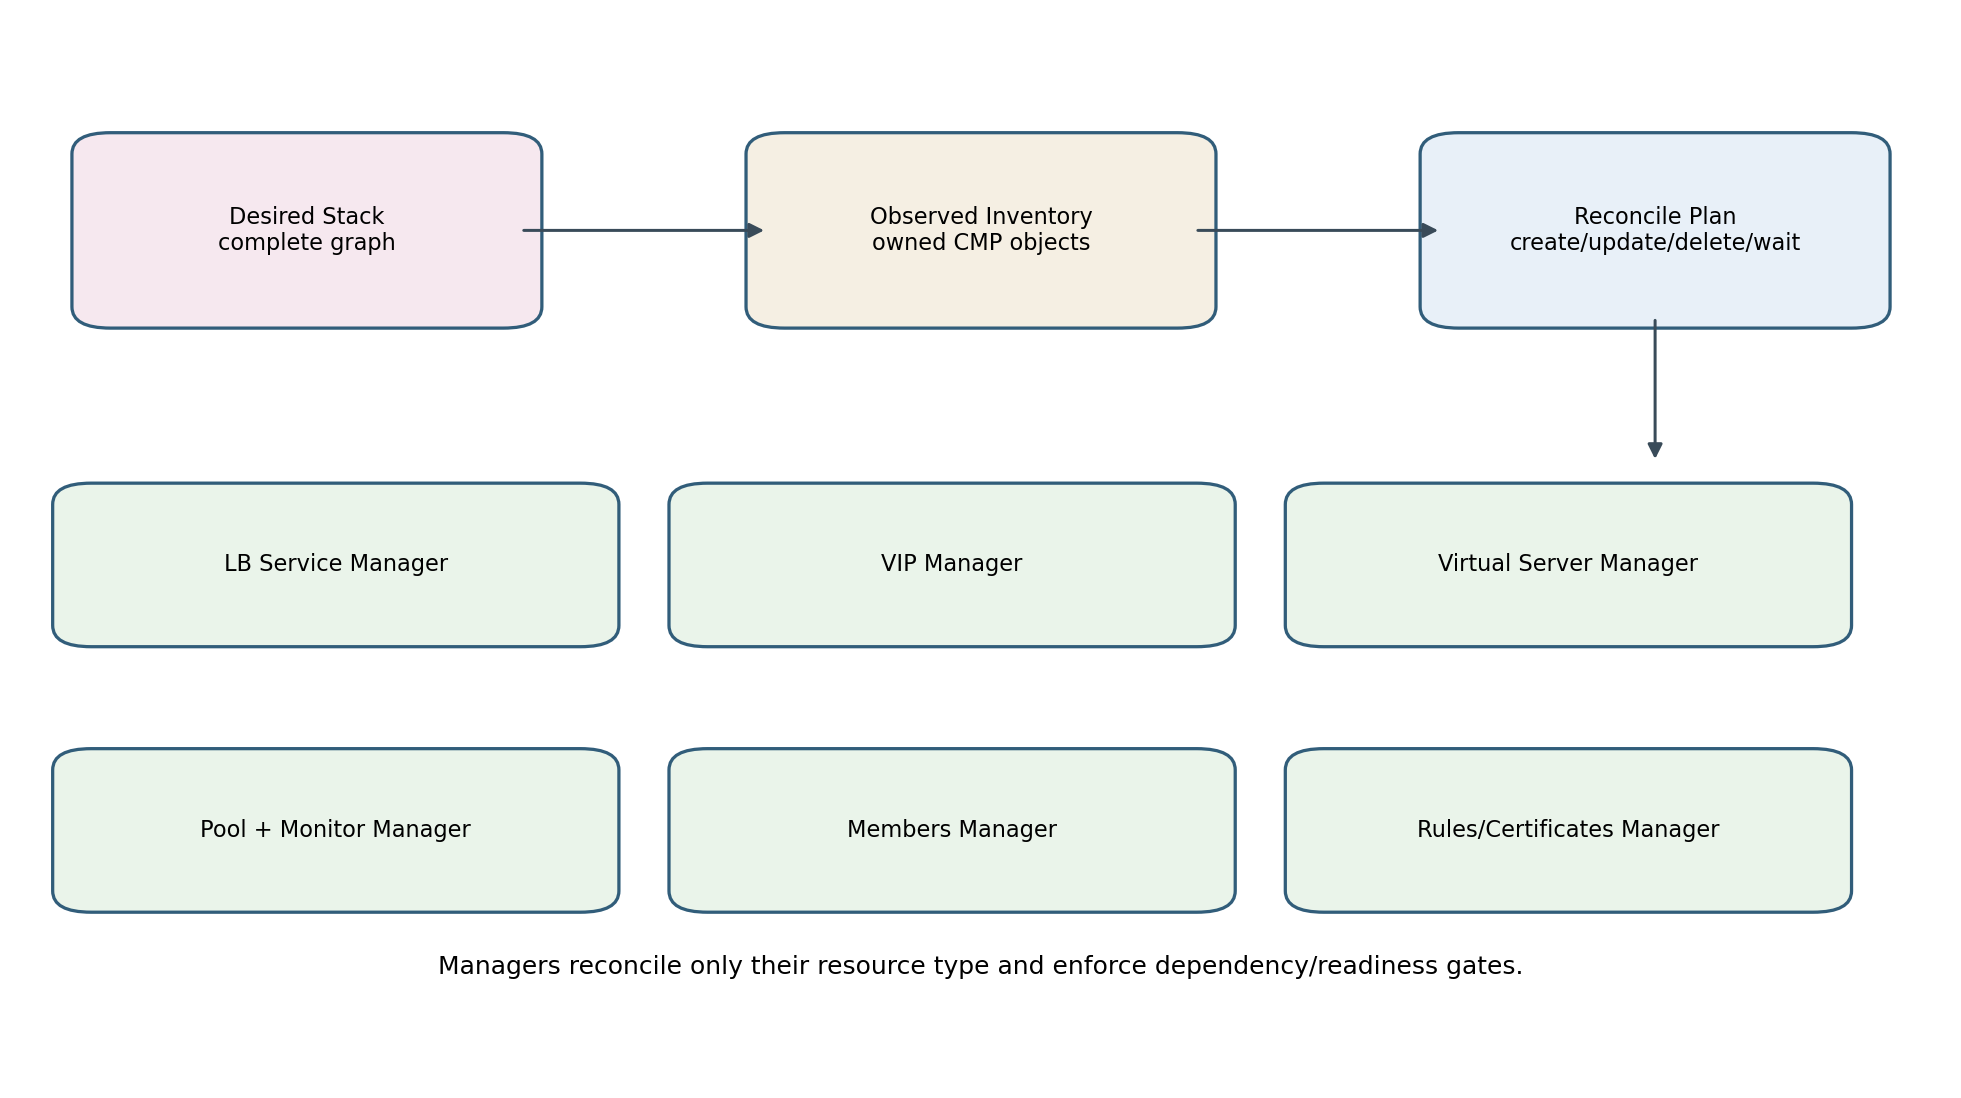 Desired Stack
complete graph
Observed Inventory
owned CMP objects
Reconcile Plan
create/update/delete/wait
LB Service Manager
VIP Manager
Virtual Server Manager
Pool + Monitor Manager
Members Manager
Rules/Certificates Manager
Managers reconcile only their resource type and enforce dependency/readiness gates.